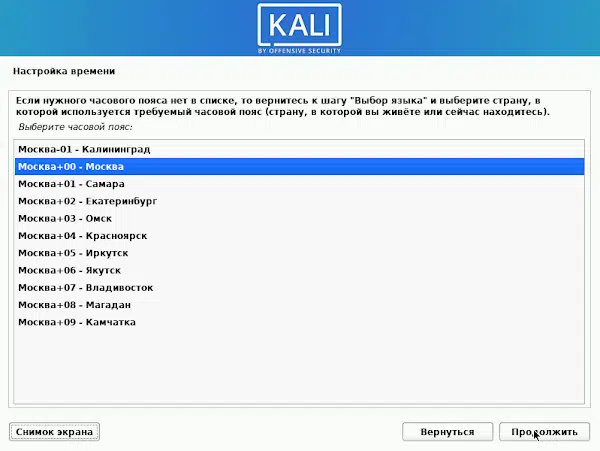 KALI
BY OFFENSIVE SECURITY
Настройка времени
Если нужного часового пояса нет в списке, то вернитесь к шагу "Выбор языка" и выберите страну, в
которой используется требуемый часовой пояс (страну, в которой вы живёте или сейчас находитесь).
Выберите часовой пояс:
Москва-01 - Калининград
Москва+00 - Москва
Москва+01 - Самара
Москва+02 - Екатеринбург
Москва+03 - Омск
Москва+04 - Красноярск
Москва+05 - Иркутск
Москва+06 - Якутск
Москва+07 - Владивосток
Москва+08 - Магадан
Москва+09 - Камчатка
Снимок экрана
Вернуться
Продолжить